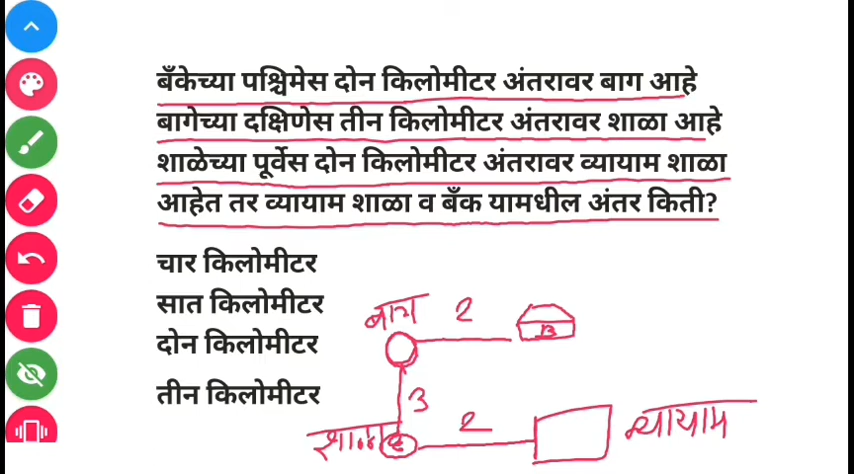 बँकेच्या पश्चिमेस दोन किलोमीटर अंतरावर बाग आहे
बागेच्या दक्षिणेस तीन किलोमीटर अंतरावर शाळा आहे
शाळेच्या पूर्वेस दोन किलोमीटर अंतरावर व्यायाम शाळा
आहेत तर व्यायाम शाळा व बँक यामधील अंतर किती?
चार किलोमीटर
सात किलोमीटर
दोन किलोमीटर
तीन किलोमीटर
बाग 2 B
3
शाळा 2 व्यायाम